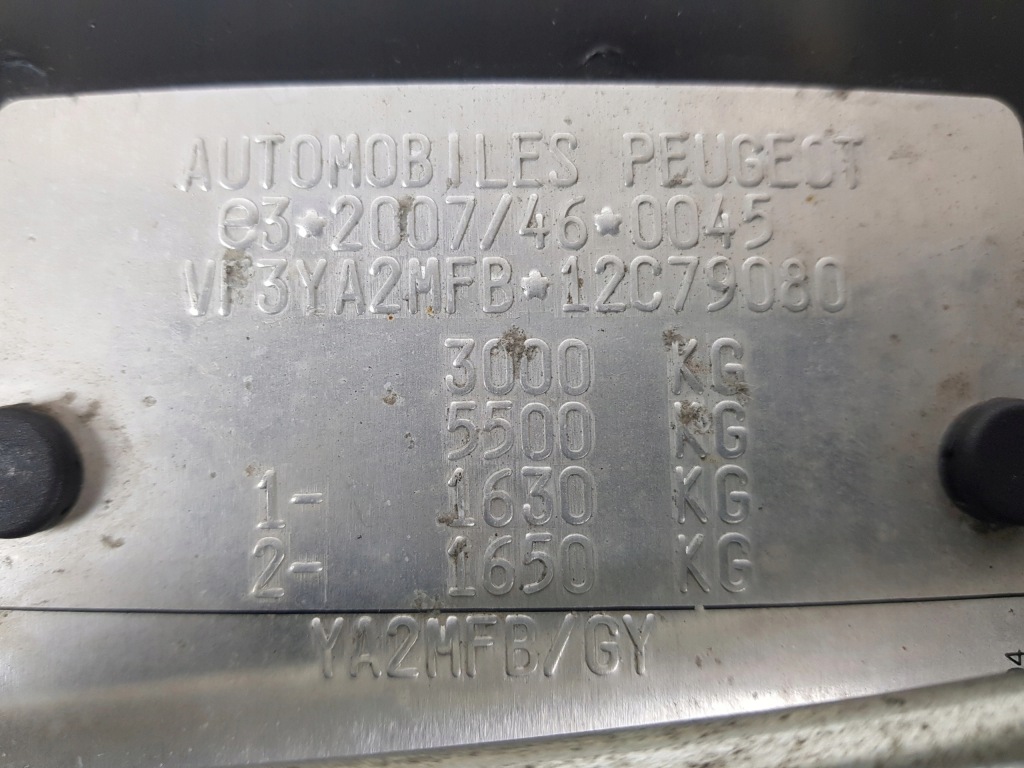 AUTOMOBILES PEUGEOT
e3*2007/46*0045
VF3YA2MFB*12C79080
3000 KG
5500 KG
1- 1630 KG
2- 1650 KG
YA2MFB/GY